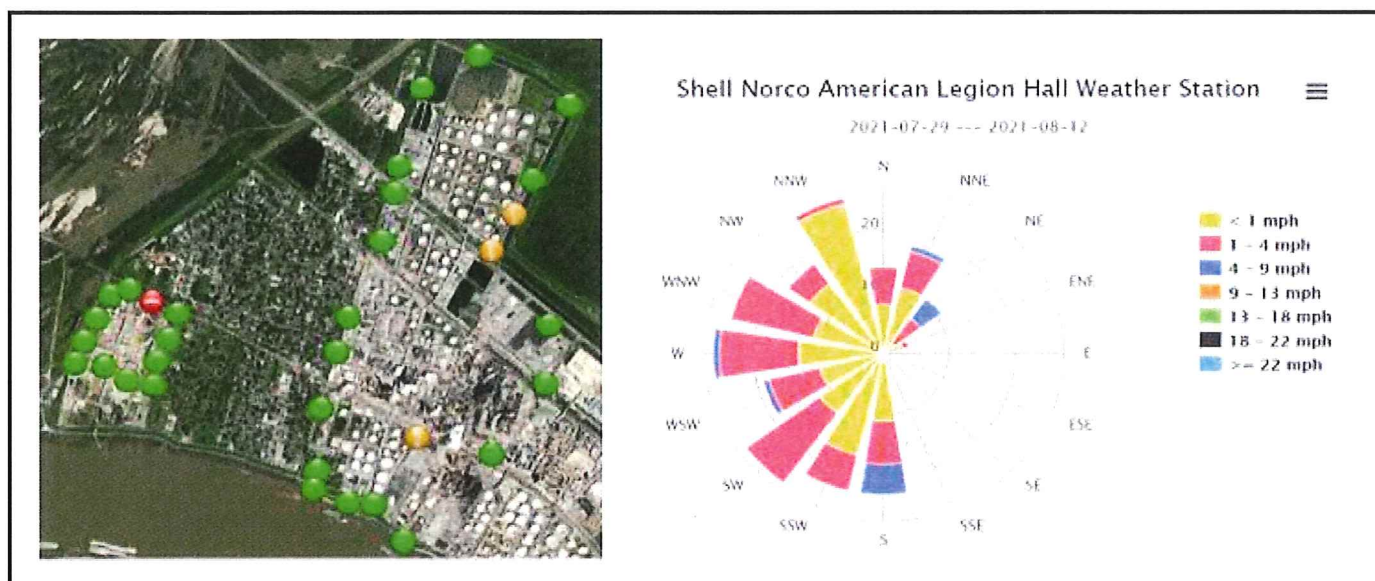 Shell Norco American Legion Hall Weather Station
2021-07-29 --- 2021-08-12
N
NNW
NNE
20
NW
NE
< 1 mph
1 - 4 mph
WNW
ENE
4 - 9 mph
9 - 13 mph
0
13 - 18 mph
W
E
18 - 22 mph
>= 22 mph
WSW
ESE
SW
SE
SSW
SSE
S